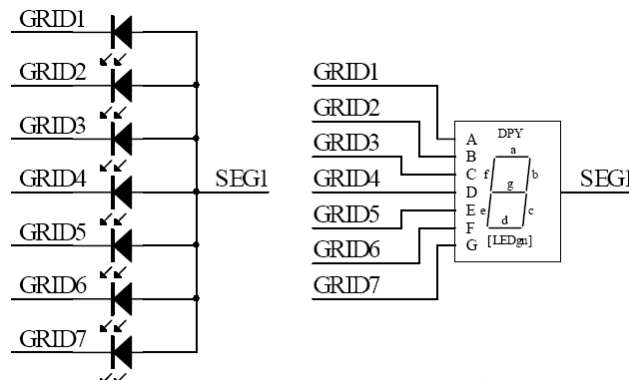 GRID1
GRID2
GRID3
GRID4
GRID5
GRID6
GRID7
SEG1
GRID1
GRID2
GRID3
GRID4
GRID5
GRID6
GRID7
A
B
C
D
E
F
G
DPY
a
f
b
g
e
c
d
[LEDgn]
SEG1